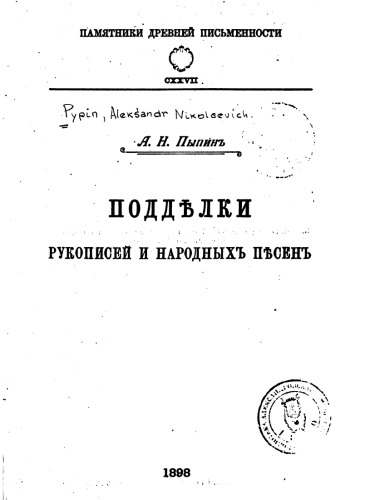 ПАМЯТНИКИ ДРЕВНЕЙ ПИСЬМЕННОСТИ
CXXVII
Pypin, Aleksandr Nikolaevich.
А. Н. Пыпинъ
ПОДДѢЛКИ
РУКОПИСЕЙ И НАРОДНЫХЪ ПѢСЕНЪ
1898